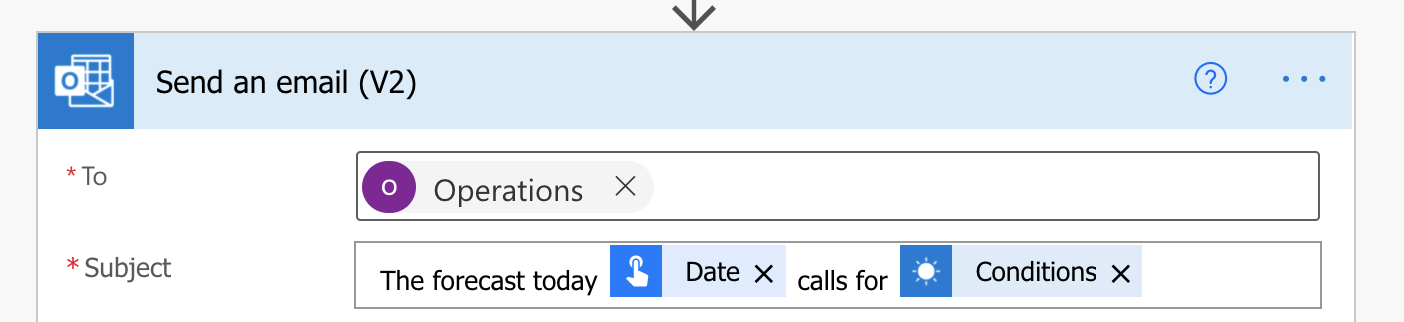 Send an email (V2) ?
* To O Operations ×
* Subject The forecast today Date × calls for Conditions ×